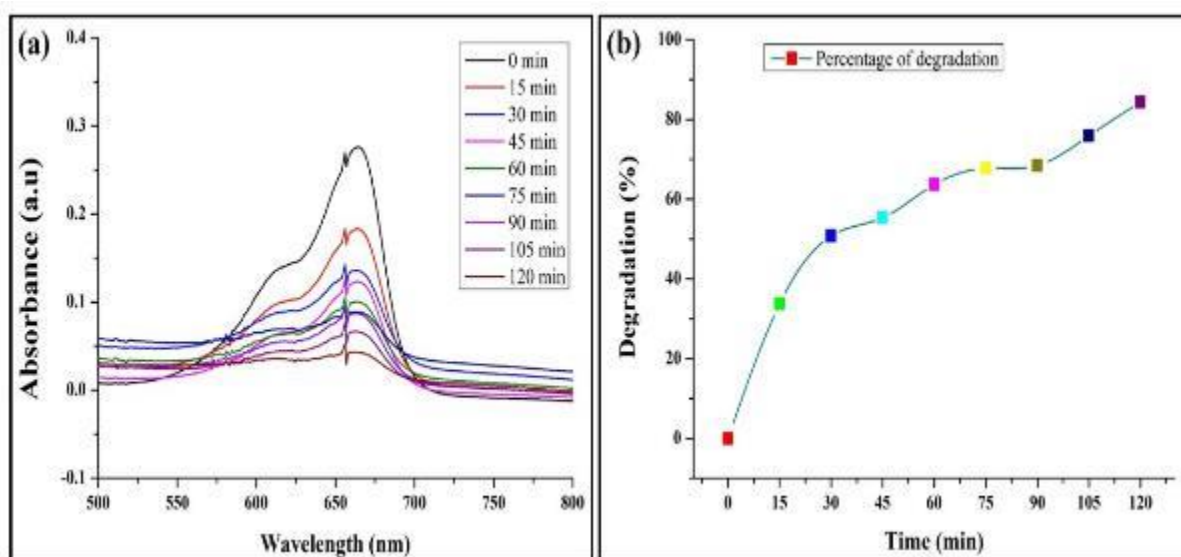 (a)
0.4
0.3
0.2
0.1
0.0
-0.1
Absorbance (a.u)
0 min
15 min
30 min
45 min
60 min
75 min
90 min
105 min
120 min
500 550 600 650 700 750 800
Wavelength (nm)
(b)
100
80
60
40
20
0
Degradation (%)
Percentage of degradation
0 15 30 45 60 75 90 105 120
Time (min)